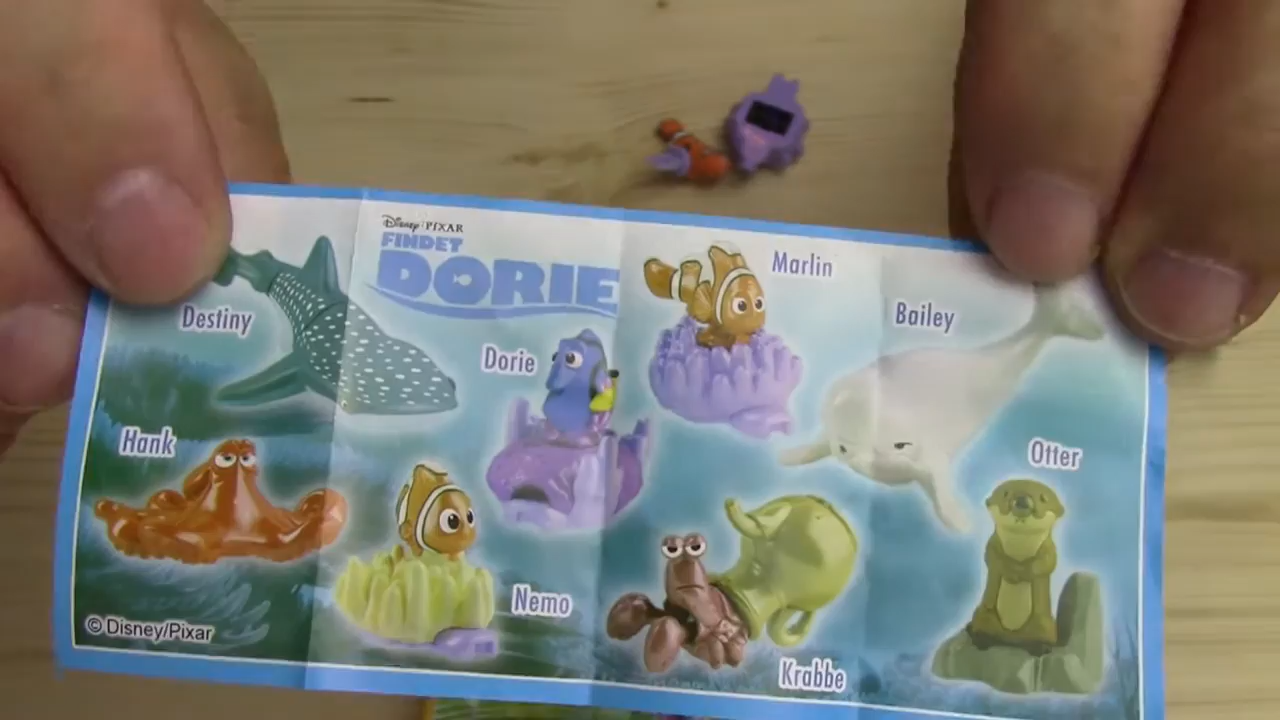 Disney PIXAR
FINDET
DORIE
Marlin
Destiny
Bailey
Dorie
Hank
Otter
Nemo
© Disney/Pixar
Krabbe